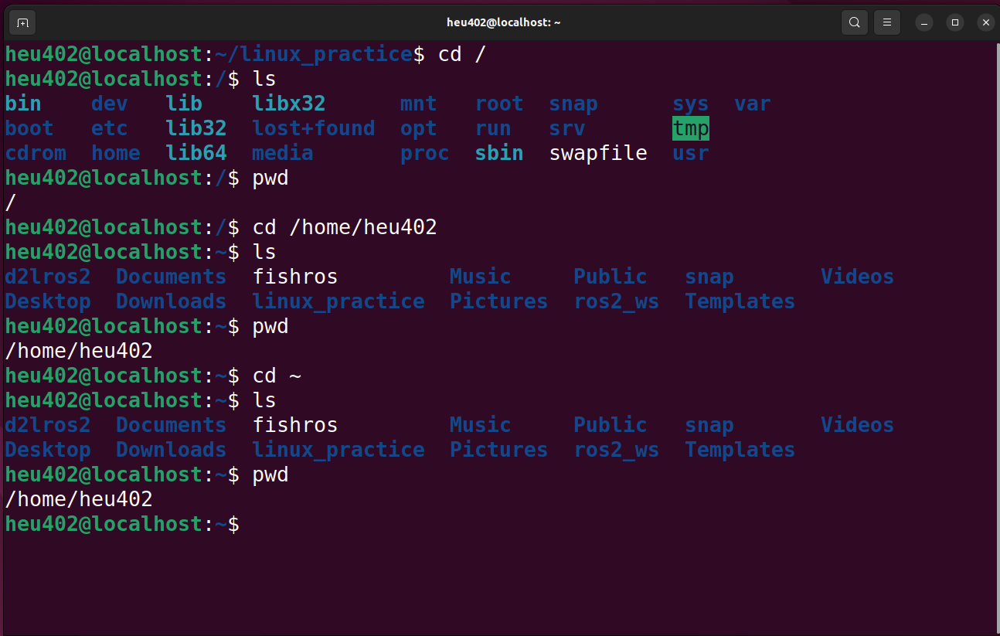 heu402@localhost: ~
heu402@localhost:~/linux_practice$ cd /
heu402@localhost:/$ ls
bin    dev   lib    libx32      mnt   root  snap      sys  var
boot   etc   lib32  lost+found  opt   run   srv       tmp
cdrom  home  lib64  media       proc  sbin  swapfile  usr
heu402@localhost:/$ pwd
/
heu402@localhost:/$ cd /home/heu402
heu402@localhost:~$ ls
d2lros2  Documents  fishros         Music     Public   snap       Videos
Desktop  Downloads  linux_practice  Pictures  ros2_ws  Templates
heu402@localhost:~$ pwd
/home/heu402
heu402@localhost:~$ cd ~
heu402@localhost:~$ ls
d2lros2  Documents  fishros         Music     Public   snap       Videos
Desktop  Downloads  linux_practice  Pictures  ros2_ws  Templates
heu402@localhost:~$ pwd
/home/heu402
heu402@localhost:~$